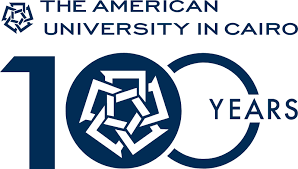 THE AMERICAN
UNIVERSITY IN CAIRO
100
YEARS